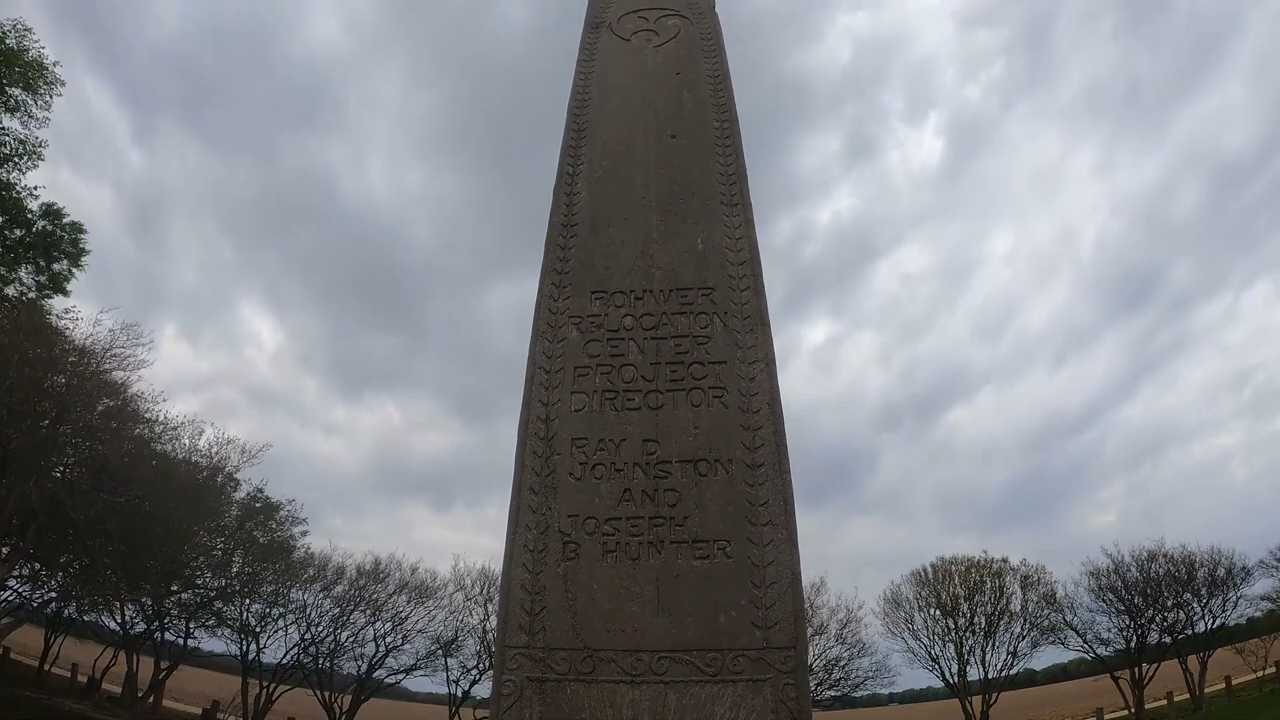 ROHWER
RELOCATION
CENTER
PROJECT
DIRECTOR
RAY D
JOHNSTON
AND
JOSEPH
B HUNTER